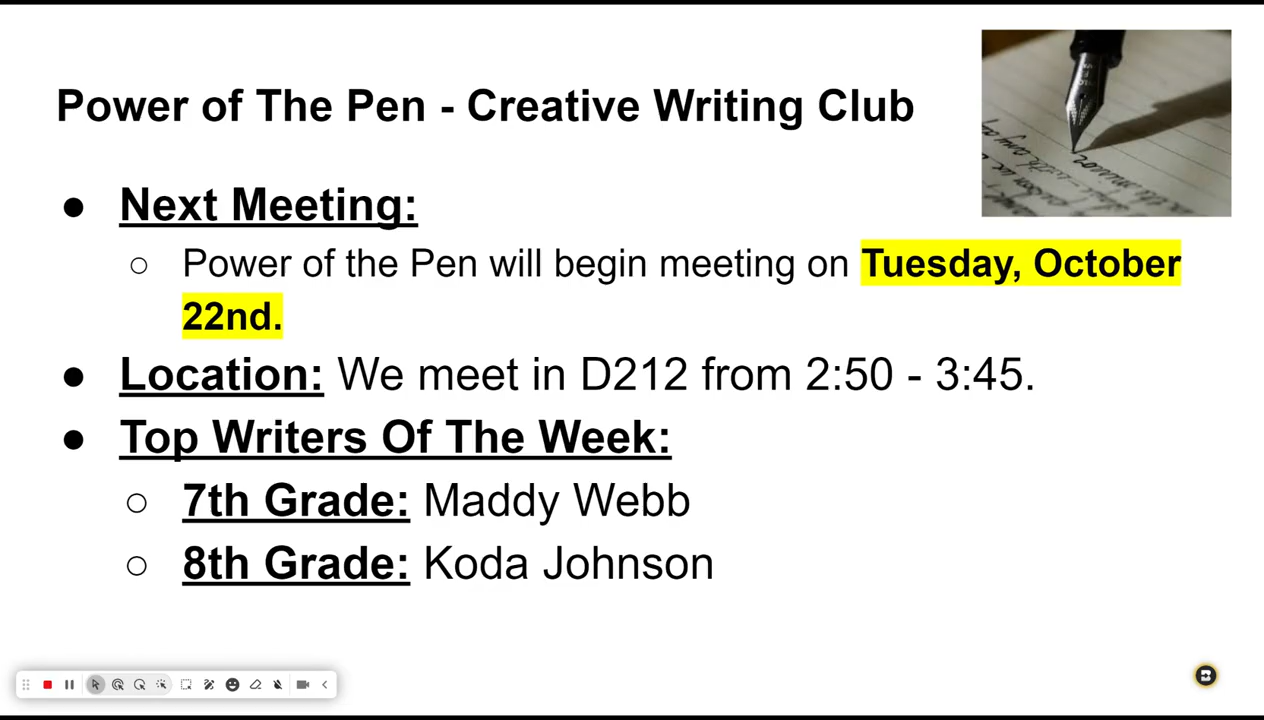 Power of The Pen - Creative Writing Club
● Next Meeting:
○ Power of the Pen will begin meeting on Tuesday, October
22nd.
● Location: We meet in D212 from 2:50 - 3:45.
● Top Writers Of The Week:
○ 7th Grade: Maddy Webb
○ 8th Grade: Koda Johnson